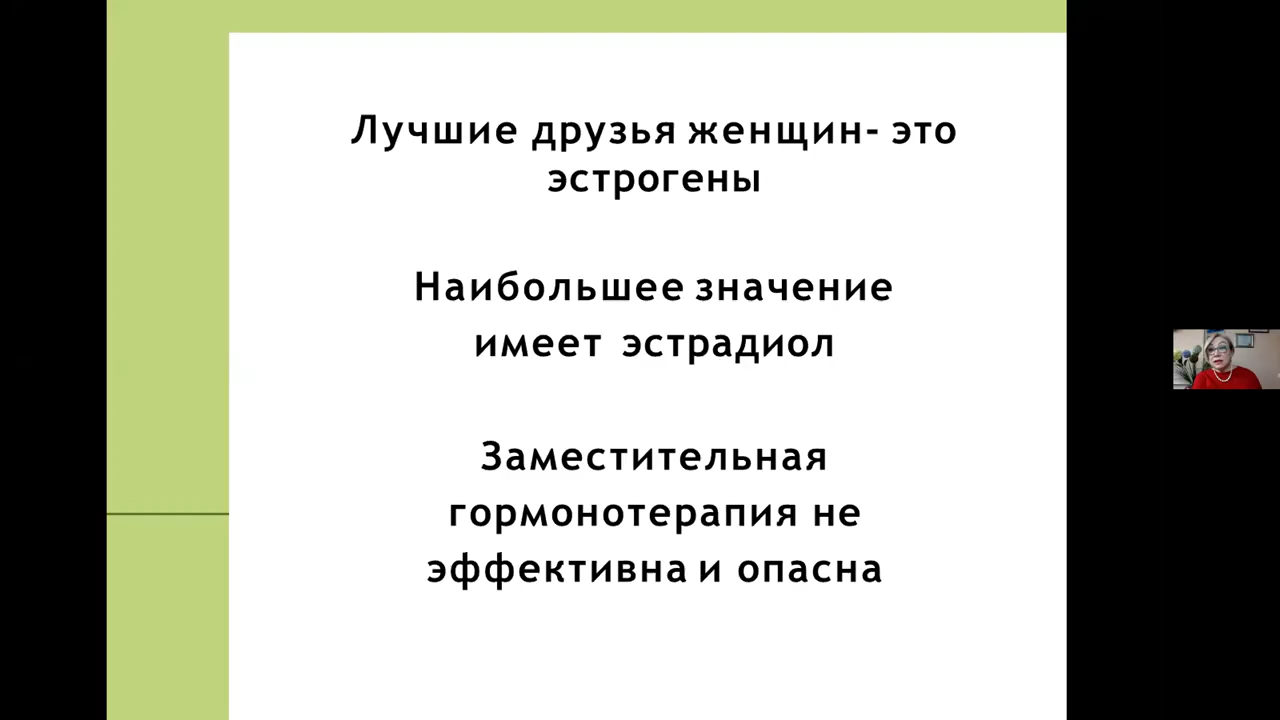 Лучшие друзья женщин- это
эстрогены
Наибольшее значение
имеет эстрадиол
Заместительная
гормонотерапия не
эффективна и опасна